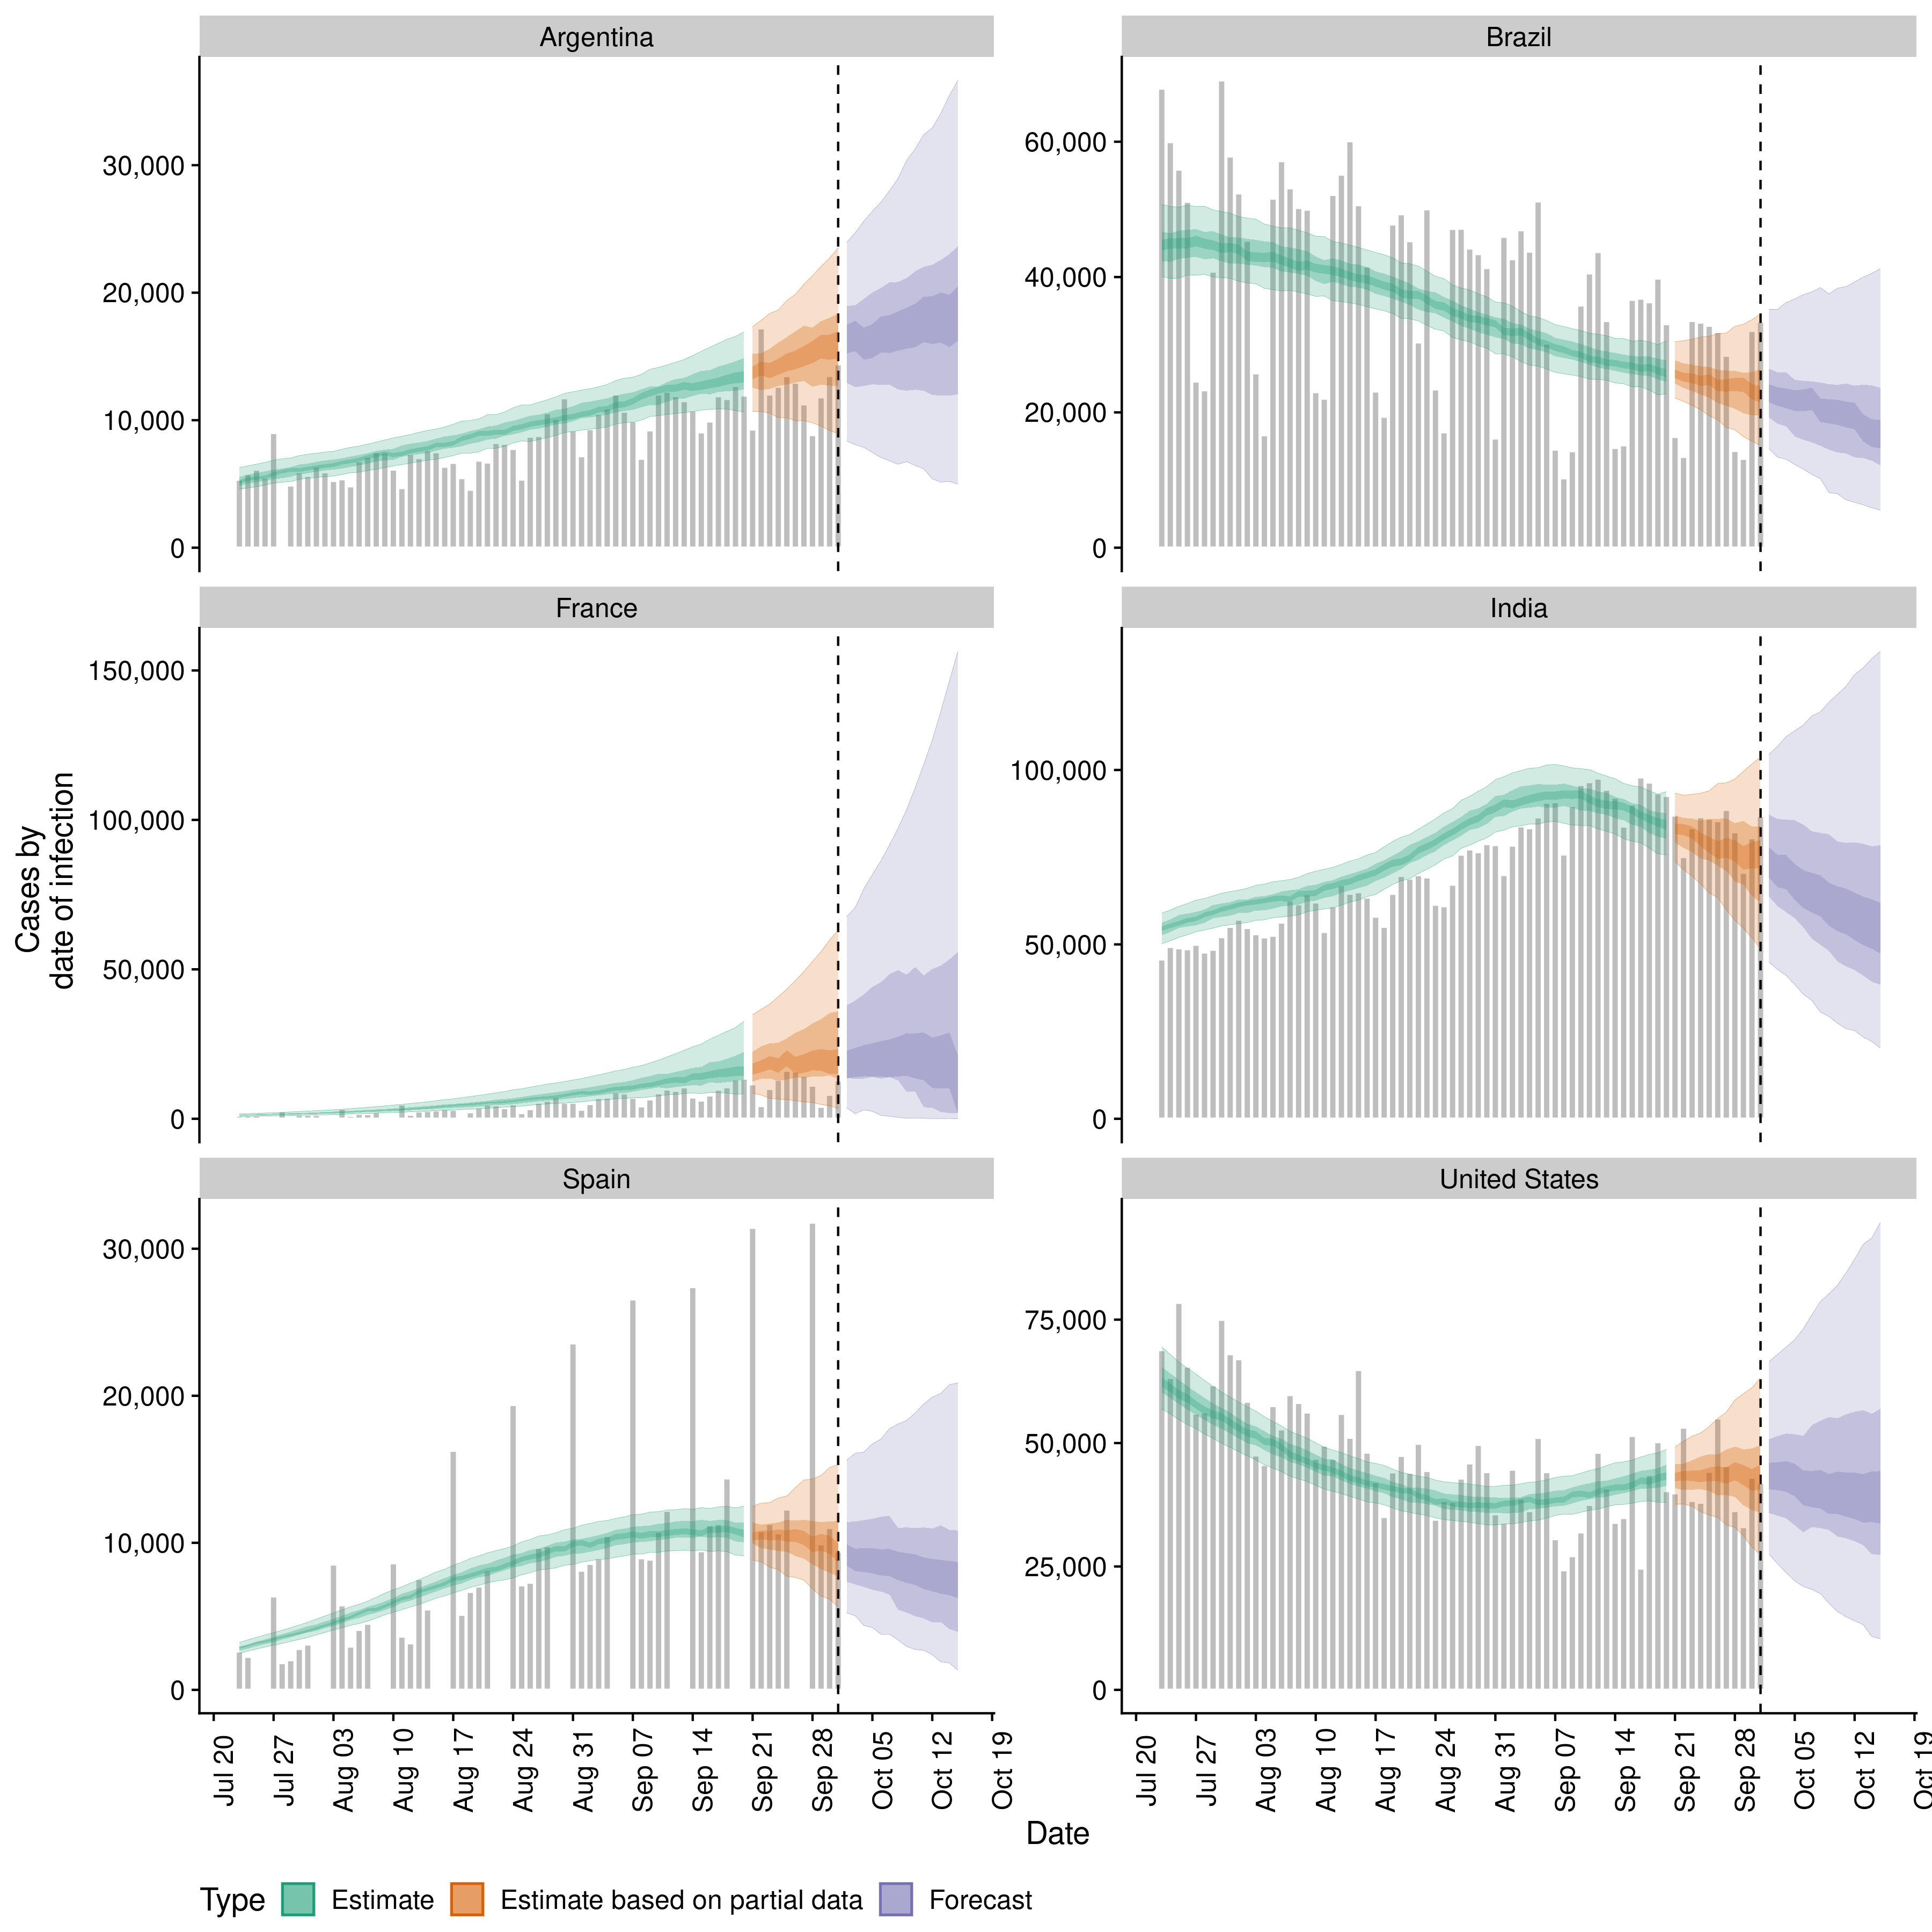 Argentina
Brazil
30,000
20,000
10,000
0
60,000
40,000
20,000
0
France
India
150,000
100,000
50,000
0
100,000
50,000
0
Spain
United States
30,000
20,000
10,000
0
75,000
50,000
25,000
0
Cases by
date of infection
Jul 20
Jul 27
Aug 03
Aug 10
Aug 17
Aug 24
Aug 31
Sep 07
Sep 14
Sep 21
Sep 28
Oct 05
Oct 12
Oct 19
Jul 20
Jul 27
Aug 03
Aug 10
Aug 17
Aug 24
Aug 31
Sep 07
Sep 14
Sep 21
Sep 28
Oct 05
Oct 12
Oct 19
Date
Type Estimate Estimate based on partial data Forecast